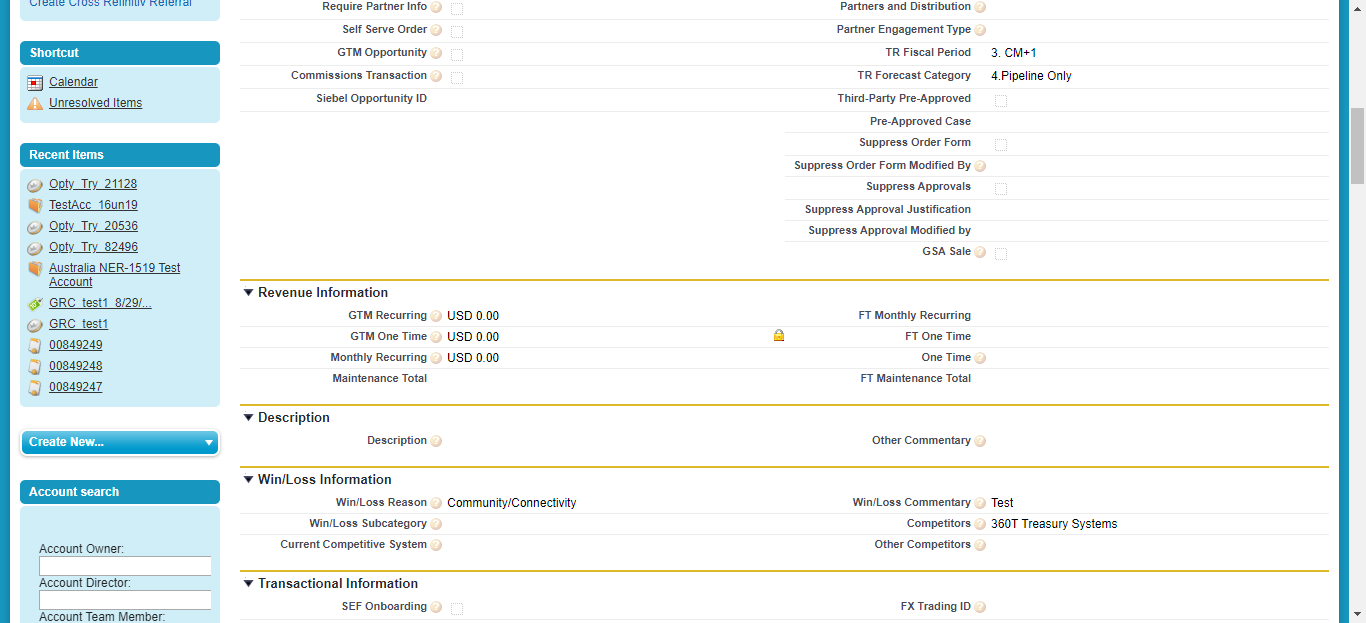 Create Cross Refinitiv Referral
Shortcut
Calendar
Unresolved Items
Recent Items
Opty_Try_21128
TestAcc_16un19
Opty_Try_20536
Opty_Try_82496
Australia NER-1519 Test
Account
GRC_test1_8/29/...
GRC_test1
00849249
00849248
00849247
Create New...
Account search
Account Owner:
Account Director:
Account Team Member:
Require Partner Info ? Partners and Distribution ?
Self Serve Order ? Partner Engagement Type ?
GTM Opportunity ? TR Fiscal Period 3. CM+1
Commissions Transaction ? TR Forecast Category 4.Pipeline Only
Siebel Opportunity ID Third-Party Pre-Approved
Pre-Approved Case
Suppress Order Form
Suppress Order Form Modified By ?
Suppress Approvals
Suppress Approval Justification
Suppress Approval Modified by
GSA Sale ?
Revenue Information
GTM Recurring ? USD 0.00 FT Monthly Recurring
GTM One Time ? USD 0.00 FT One Time
Monthly Recurring ? USD 0.00 One Time ?
Maintenance Total FT Maintenance Total
Description
Description ? Other Commentary ?
Win/Loss Information
Win/Loss Reason ? Community/Connectivity Win/Loss Commentary ? Test
Win/Loss Subcategory ? Competitors ? 360T Treasury Systems
Current Competitive System ? Other Competitors ?
Transactional Information
SEF Onboarding ? FX Trading ID ?